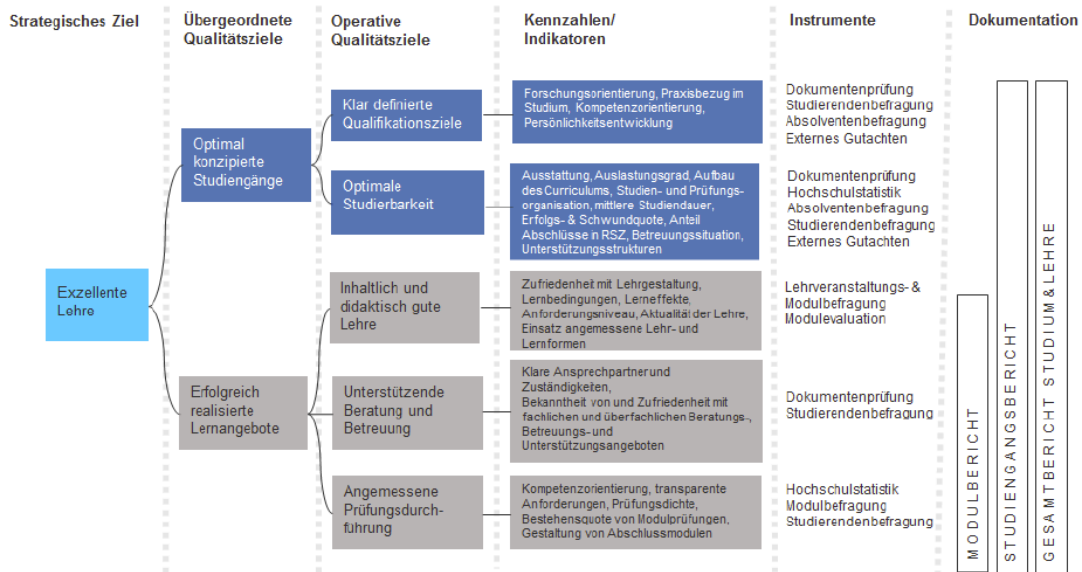 Strategisches Ziel
Übergeordnete
Qualitätsziele
Operative
Qualitätsziele
Kennzahlen/
Indikatoren
Instrumente
Dokumentation
Exzellente
Lehre
Optimal
konzipierte
Studiengänge
Klar definierte
Qualifikationsziele
Forschungsorientierung, Praxisbezug im
Studium, Kompetenzorientierung,
Persönlichkeitsentwicklung
Dokumentenprüfung
Studierendenbefragung
Absolventenbefragung
Externes Gutachten
Optimale
Studierbarkeit
Ausstattung, Auslastungsgrad, Aufbau
des Curriculums, Studien- und Prüfungs-
organisation, mittlere Studiendauer,
Erfolgs- & Schwundquote, Anteil
Abschlüsse in RSZ, Betreuungssituation,
Unterstützungsstrukturen
Dokumentenprüfung
Hochschulstatistik
Absolventenbefragung
Studierendenbefragung
Externes Gutachten
Erfolgreich
realisierte
Lernangebote
Inhaltlich und
didaktisch gute
Lehre
Zufriedenheit mit Lehrgestaltung,
Lernbedingungen, Lerneffekte,
Anforderungsniveau, Aktualität der Lehre,
Einsatz angemessene Lehr- und
Lernformen
Lehrveranstaltungs- &
Modulbefragung
Modulevaluation
Unterstützende
Beratung und
Betreuung
Klare Ansprechpartner und
Zuständigkeiten,
Bekanntheit von und Zufriedenheit mit
fachlichen und überfachlichen Beratungs-,
Betreuungs- und
Unterstützungsangeboten
Dokumentenprüfung
Studierendenbefragung
Angemessene
Prüfungsdurch-
führung
Kompetenzorientierung, transparente
Anforderungen, Prüfungsdichte,
Bestehensquote von Modulprüfungen,
Gestaltung von Abschlussmodulen
Hochschulstatistik
Modulbefragung
Studierendenbefragung
MODULBERICHT
STUDIENGANGSBERICHT
GESAMTBERICHT STUDIUM&LEHRE